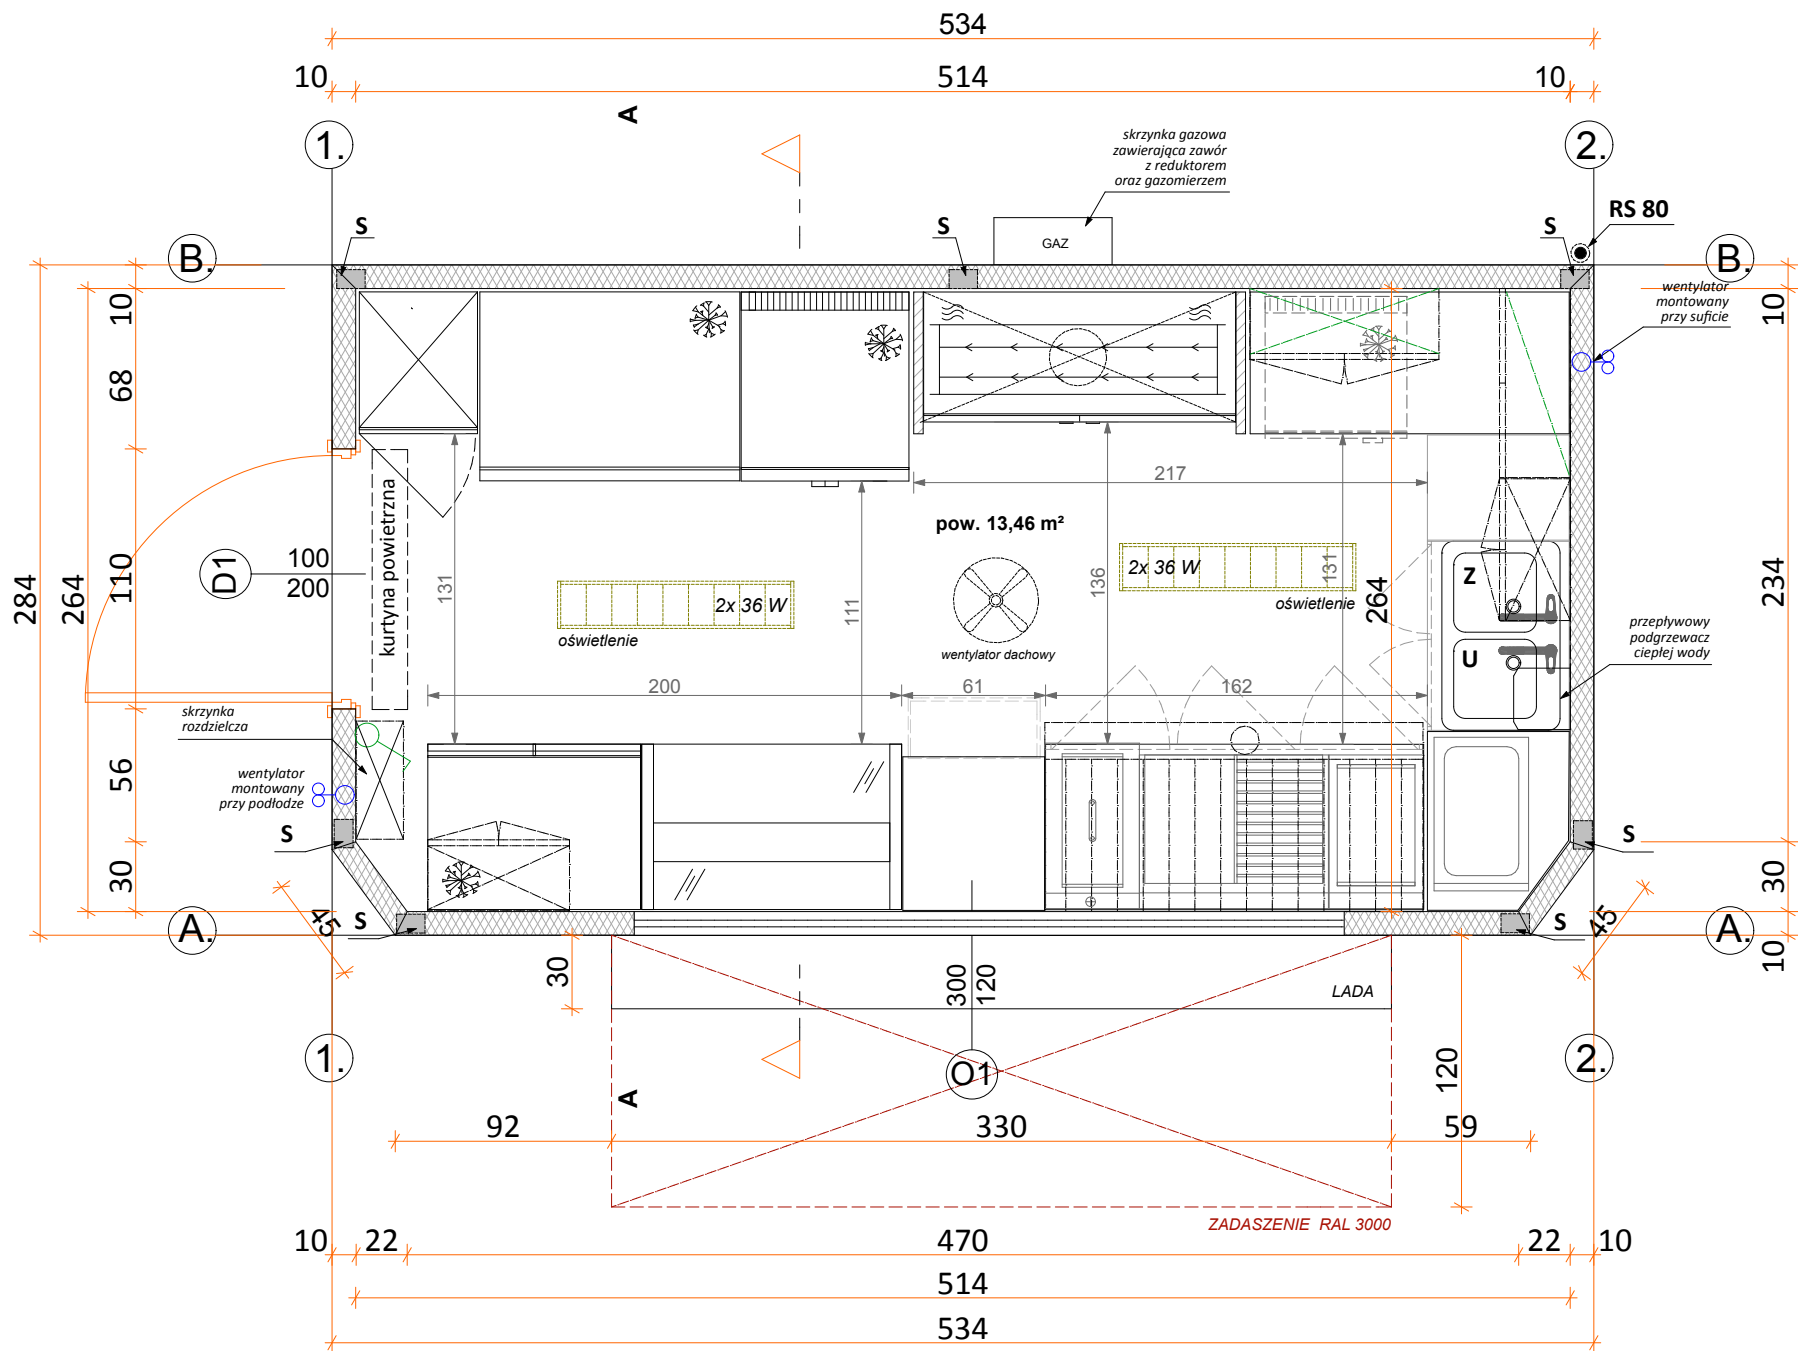 534
10
514
10
A
1.
2.
skrzynka gazowa
zawierająca zawór
z reduktorem
oraz gazomierzem
S
S
S
RS 80
GAZ
B.
B.
wentylator
montowany
przy suficie
10
68
110
56
30
284
264
10
234
30
10
217
pow. 13,46 m²
D1
100
200
kurtyna powietrzna
131
111
136
131
264
2x 36 W
oświetlenie
2x 36 W
oświetlenie
wentylator dachowy
Z
U
przepływowy
podgrzewacz
ciepłej wody
200
61
162
skrzynka
rozdzielcza
wentylator
montowany
przy podłodze
S
S
S
S
45
45
A.
A.
30
300
120
LADA
1.
2.
O1
120
A
92
330
59
ZADASZENIE RAL 3000
10
22
470
22
10
514
534